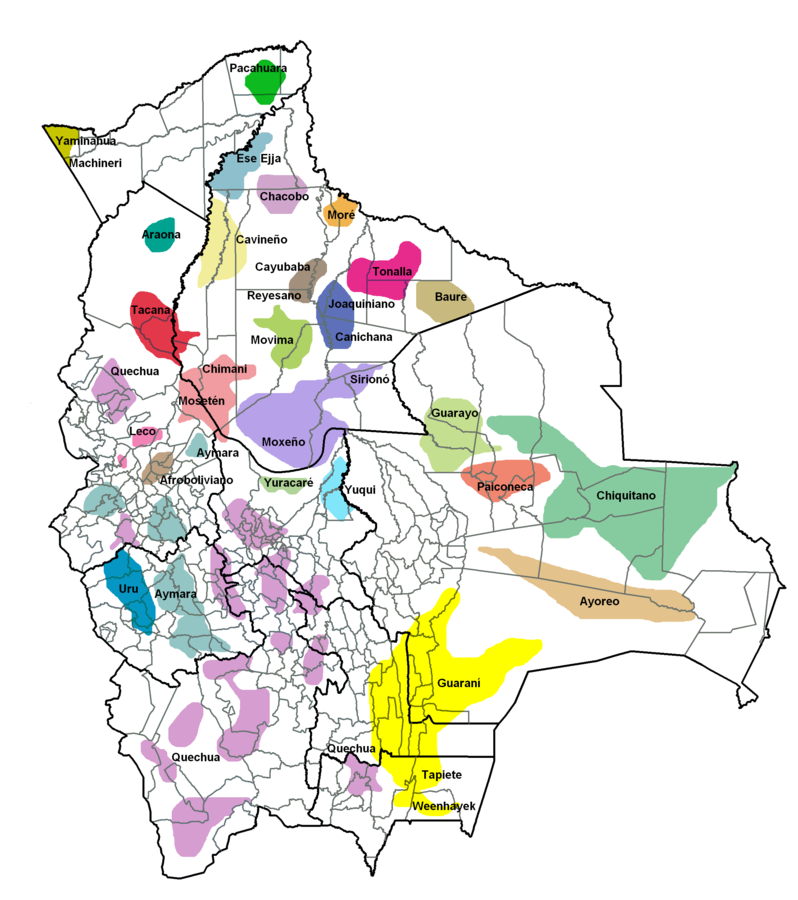 Pacahuara
Yaminahua
Machineri
Ese Ejja
Chacobo
Moré
Araona
Cavineño
Cayubaba
Tonalla
Reyesano
Joaquiniano
Baure
Tacana
Movima
Canichana
Quechua
Chimani
Sirionó
Mosetén
Guarayo
Leco
Moxeño
Aymara
Afroboliviano
Yuracaré
Yuqui
Paiconeca
Chiquitano
Uru
Aymara
Ayoreo
Guaraní
Quechua
Quechua
Tapiete
Weenhayek